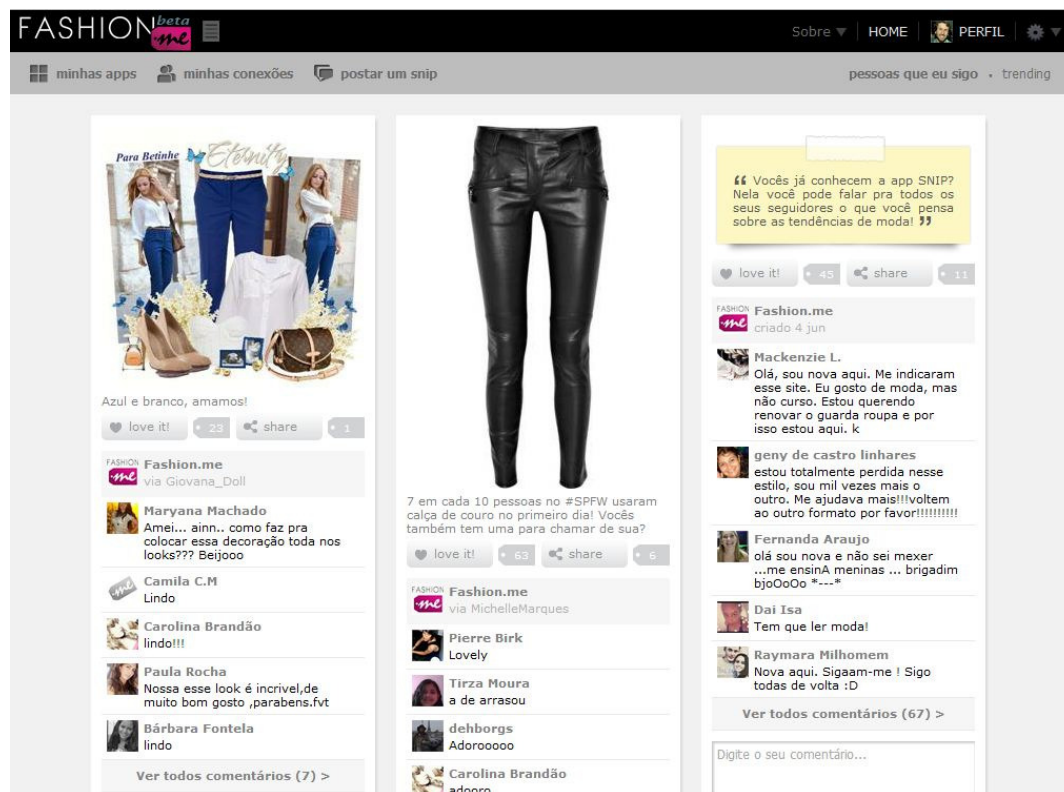 FASHION beta me
Sobre HOME PERFIL
minhas apps minhas conexões postar um snip
pessoas que eu sigo . trending
Para Betinhe Eternity
Azul e branco, amamos!
love it! 23 share 1
FASHION me
Fashion.me
via Giovana_Doll
Maryana Machado
Amei... ainn.. como faz pra
colocar essa decoração toda nos
looks??? Beijooo
Camila C.M
Lindo
Carolina Brandão
lindo!!!
Paula Rocha
Nossa esse look é incrivel,de
muito bom gosto ,parabens.fvt
Bárbara Fontela
lindo
Ver todos comentários (7) >
7 em cada 10 pessoas no #SPFW usaram
calça de couro no primeiro dia! Vocês
também tem uma para chamar de sua?
love it! 63 share 6
FASHION me
Fashion.me
via MichelleMarques
Pierre Birk
Lovely
Tirza Moura
a de arrasou
dehborgs
Adorooooo
Carolina Brandão
adoro
“ Vocês já conhecem a app SNIP?
Nela você pode falar pra todos os
seus seguidores o que você pensa
sobre as tendências de moda! ”
love it! 45 share 11
FASHION me
Fashion.me
criado 4 jun
Mackenzie L.
Olá, sou nova aqui. Me indicaram
esse site. Eu gosto de moda, mas
não curso. Estou querendo
renovar o guarda roupa e por
isso estou aqui. k
geny de castro linhares
estou totalmente perdida nesse
estilo, sou mil vezes mais o
outro. Me ajudava mais!!!voltem
ao outro formato por favor!!!!!!!!!!
Fernanda Araujo
olá sou nova e não sei mexer
...me ensinA meninas ... brigadim
bjoOoOo *---*
Dai Isa
Tem que ler moda!
Raymara Milhomem
Nova aqui. Sigaam-me ! Sigo
todas de volta :D
Ver todos comentários (67) >
Digite o seu comentário...